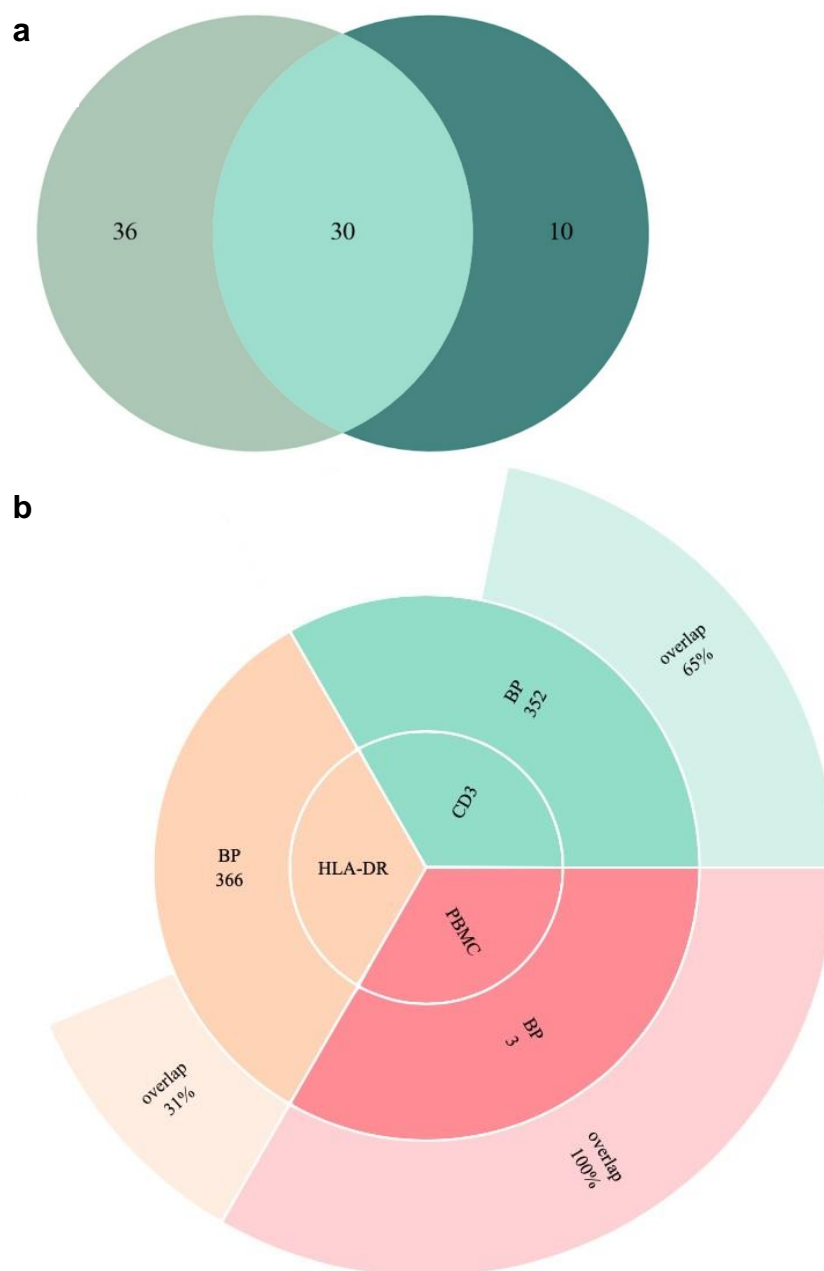 a
36
30
10
b
overlap
65%
BP
352
CD3
BP
366
HLA-DR
PBMC
BP
3
overlap
31%
overlap
100%